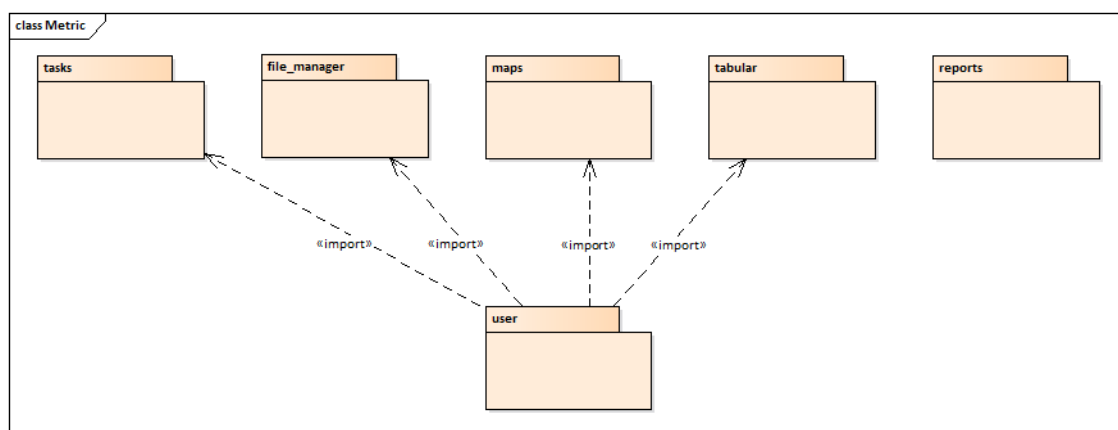 class Metric
tasks
file_manager
maps
tabular
reports
«import»
«import»
«import»
«import»
user